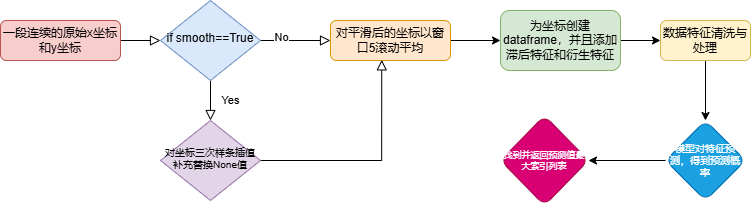 一段连续的原始x坐标
和y坐标
if smooth==True
No
Yes
对坐标三次样条插值
补充替换None值
对平滑后的坐标以窗
口5滚动平均
为坐标创建
dataframe，并且添加
滞后特征和衍生特征
数据特征清洗与
处理
模型对特征预
测，得到预测概
率
找到并返回预测值最
大索引列表